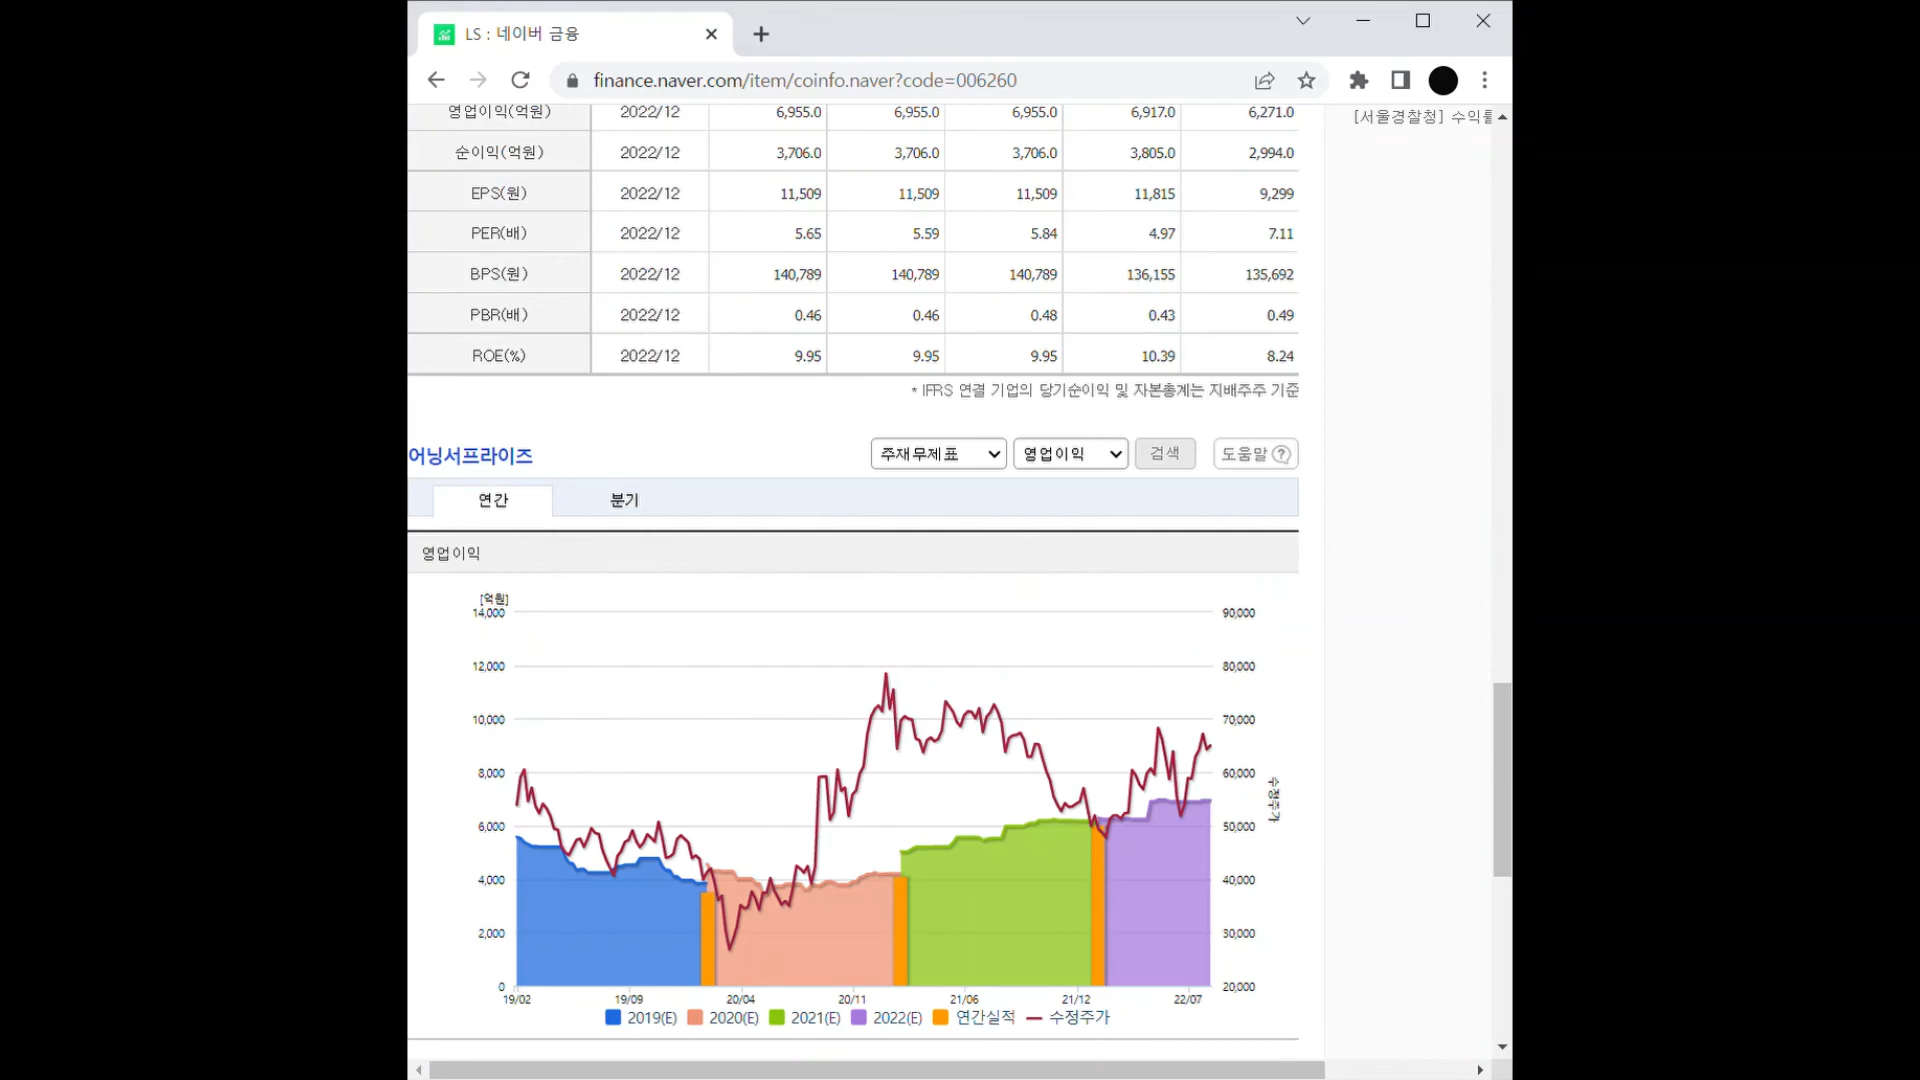 LS : 네이버 금융
finance.naver.com/item/coinfo.naver?code=006260
영업이익(억원) 2022/12 6,955.0 6,955.0 6,955.0 6,917.0 6,271.0
[서울경찰청] 수익률
순이익(억원) 2022/12 3,706.0 3,706.0 3,706.0 3,805.0 2,994.0
EPS(원) 2022/12 11,509 11,509 11,509 11,815 9,299
PER(배) 2022/12 5.65 5.59 5.84 4.97 7.11
BPS(원) 2022/12 140,789 140,789 140,789 136,155 135,692
PBR(배) 2022/12 0.46 0.46 0.48 0.43 0.49
ROE(%) 2022/12 9.95 9.95 9.95 10.39 8.24
* IFRS 연결 기업의 당기순이익 및 자본총계는 지배주주 기준
어닝서프라이즈 주재무제표 영업이익 검색 도움말 ?
연간 분기
영업이익
[억원]
14,000 90,000
12,000 80,000
10,000 70,000
8,000 60,000
수정주가
6,000 50,000
4,000 40,000
2,000 30,000
0 20,000
19/02 19/09 20/04 20/11 21/06 21/12 22/07
2019(E) 2020(E) 2021(E) 2022(E) 연간실적 수정주가